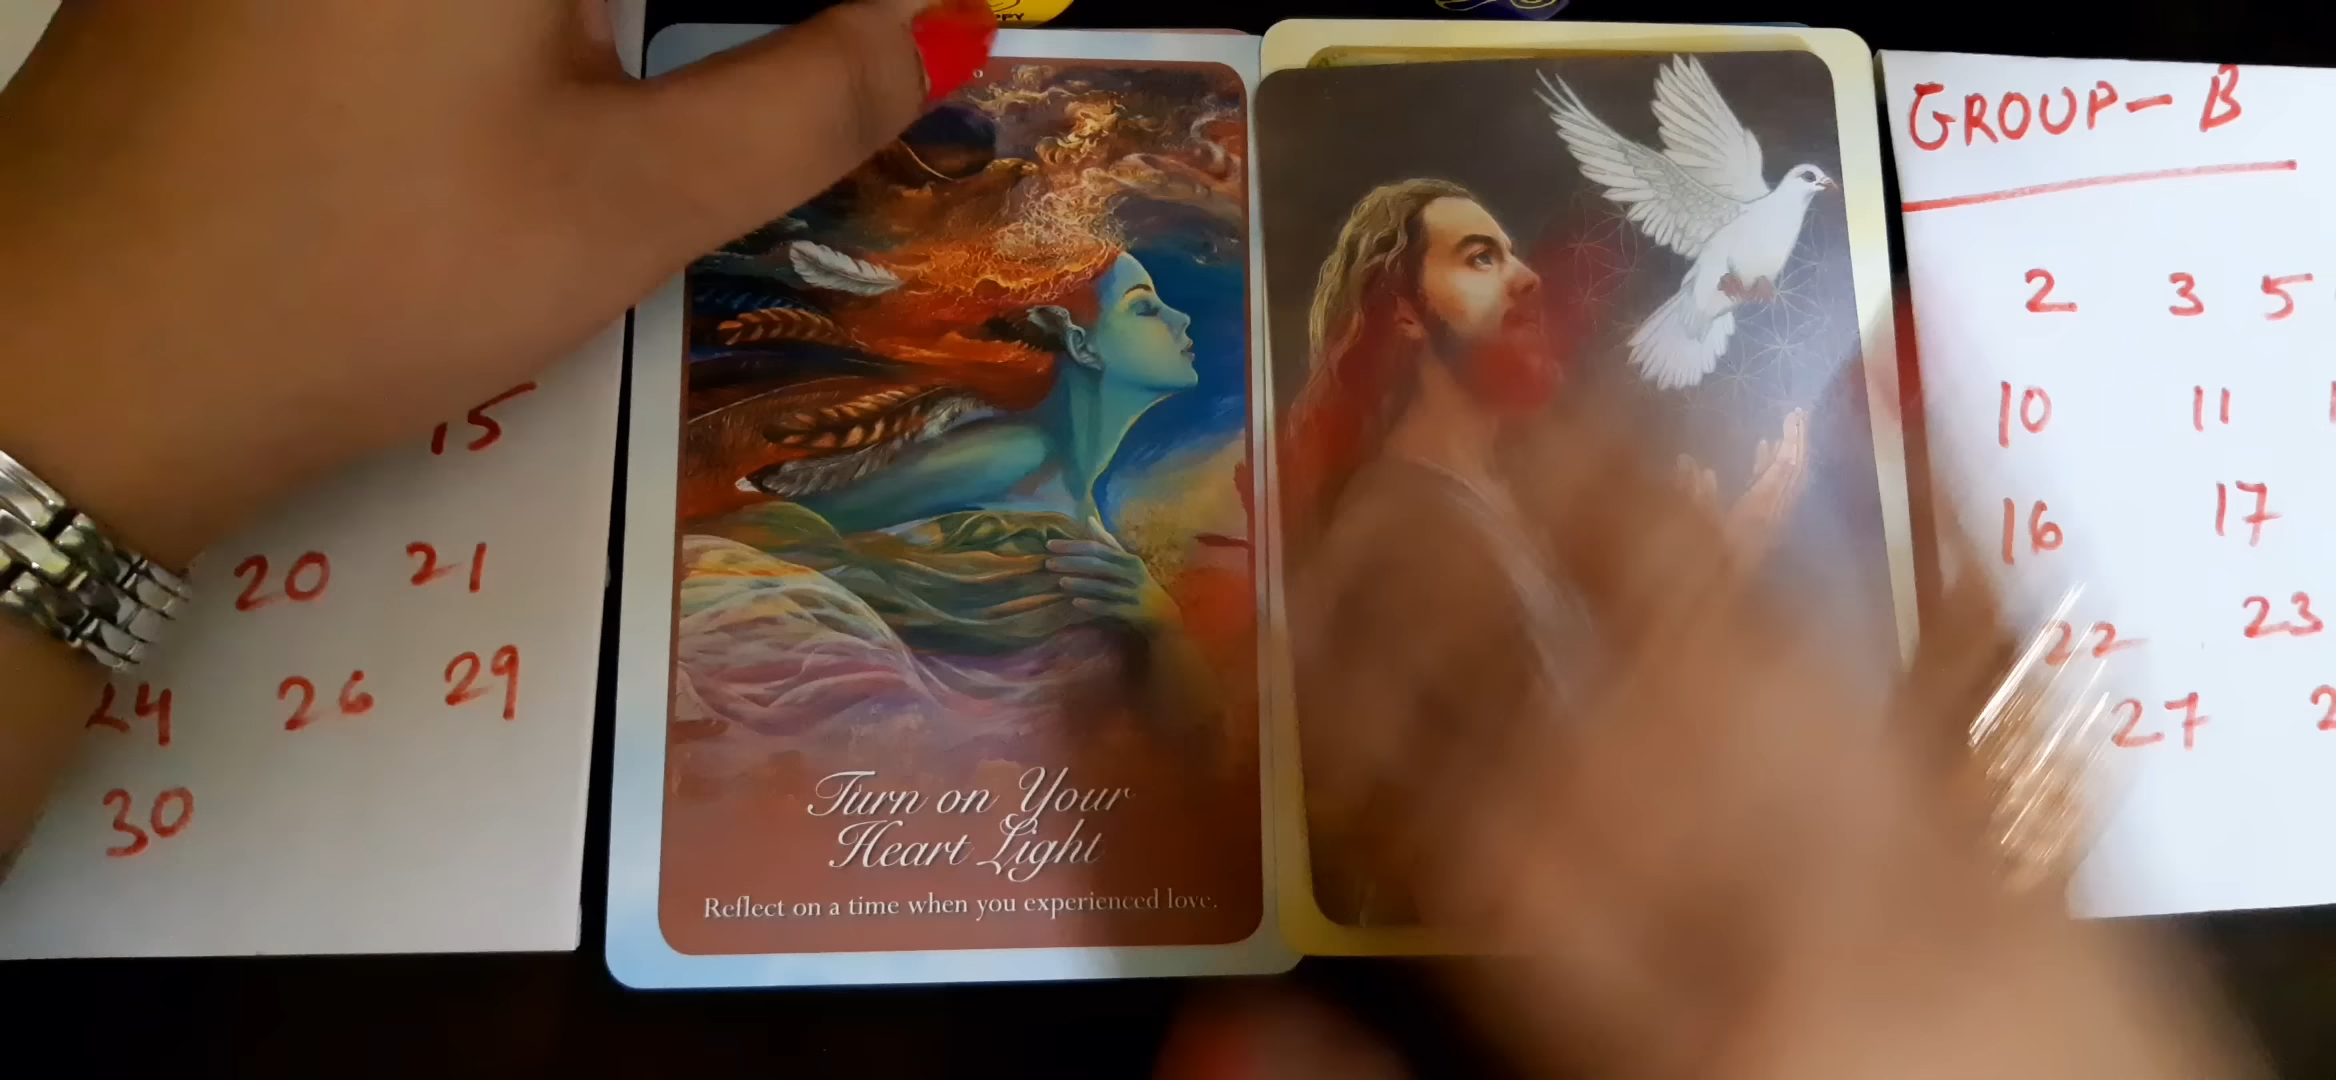 15
20 21
24 26 29
30
Turn on Your
Heart Light
Reflect on a time when you experienced love.
GROUP-B
2 3 5
10 11
16 17
22 23
27